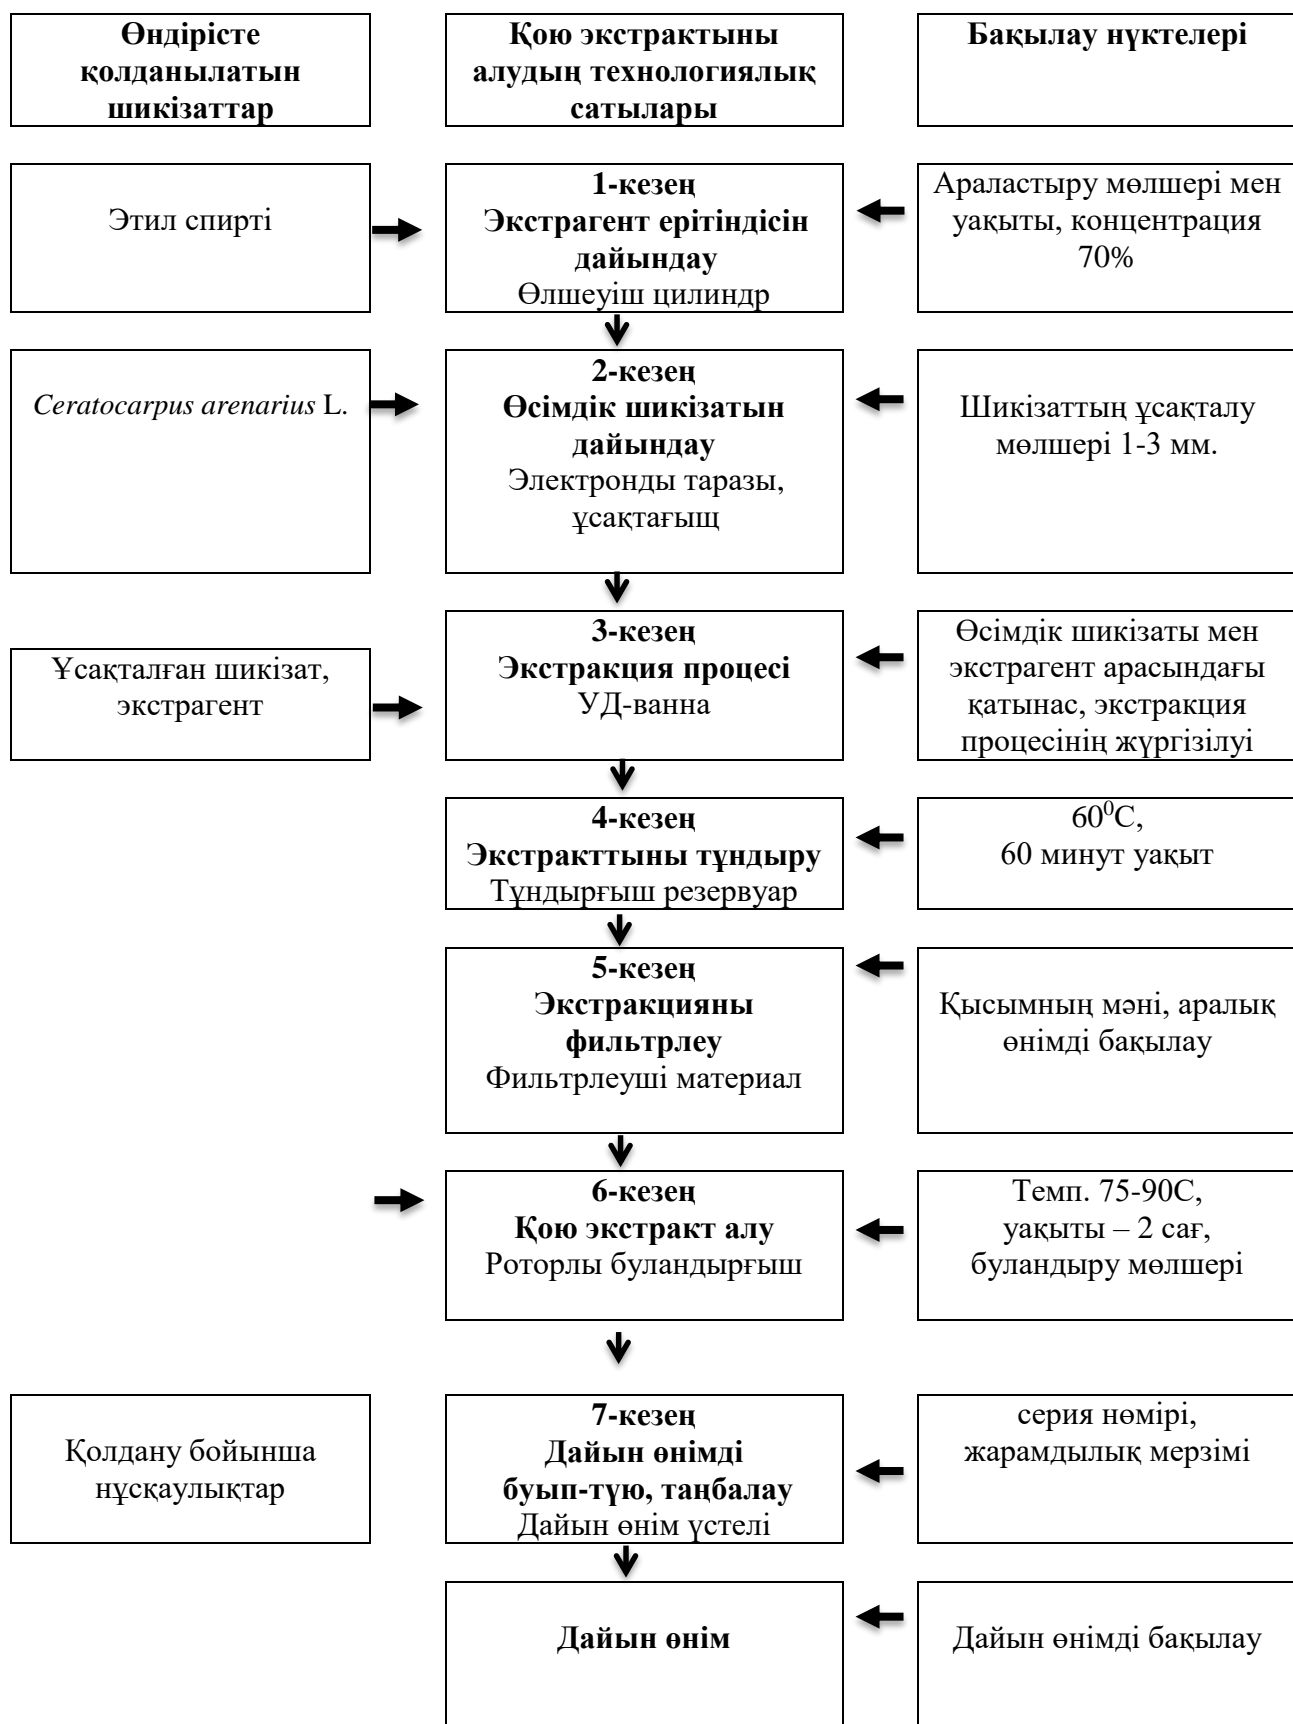 Өндірісте
қолданылатын
шикізаттар
Қою экстрактыны
алудың технологиялық
сатылары
Бақылау нүктелері
Этил спирті
1-кезең
Экстрагент ерітіндісін
дайындау
Өлшеуіш цилиндр
Араластыру мөлшері мен
уақыты, концентрация
70%
Ceratocarpus arenarius L.
2-кезең
Өсімдік шикізатын
дайындау
Электронды таразы,
ұсақтағыщ
Шикізаттың ұсақталу
мөлшері 1-3 мм.
Ұсақталған шикізат,
экстрагент
3-кезең
Экстракция процесі
УД-ванна
Өсімдік шикізаты мен
экстрагент арасындағы
қатынас, экстракция
процесінің жүргізілуі
4-кезең
Экстракттыны тұндыру
Тұндырғыш резервуар
60⁰С,
60 минут уақыт
5-кезең
Экстракцияны
фильтрлеу
Фильтрлеуші материал
Қысымның мәні, аралық
өнімді бақылау
6-кезең
Қою экстракт алу
Роторлы буландырғыш
Темп. 75-90С,
уақыты – 2 сағ,
буландыру мөлшері
Қолдану бойынша
нұсқаулықтар
7-кезең
Дайын өнімді
буып-түю, таңбалау
Дайын өнім үстелі
серия нөмірі,
жарамдылық мерзімі
Дайын өнім
Дайын өнімді бақылау